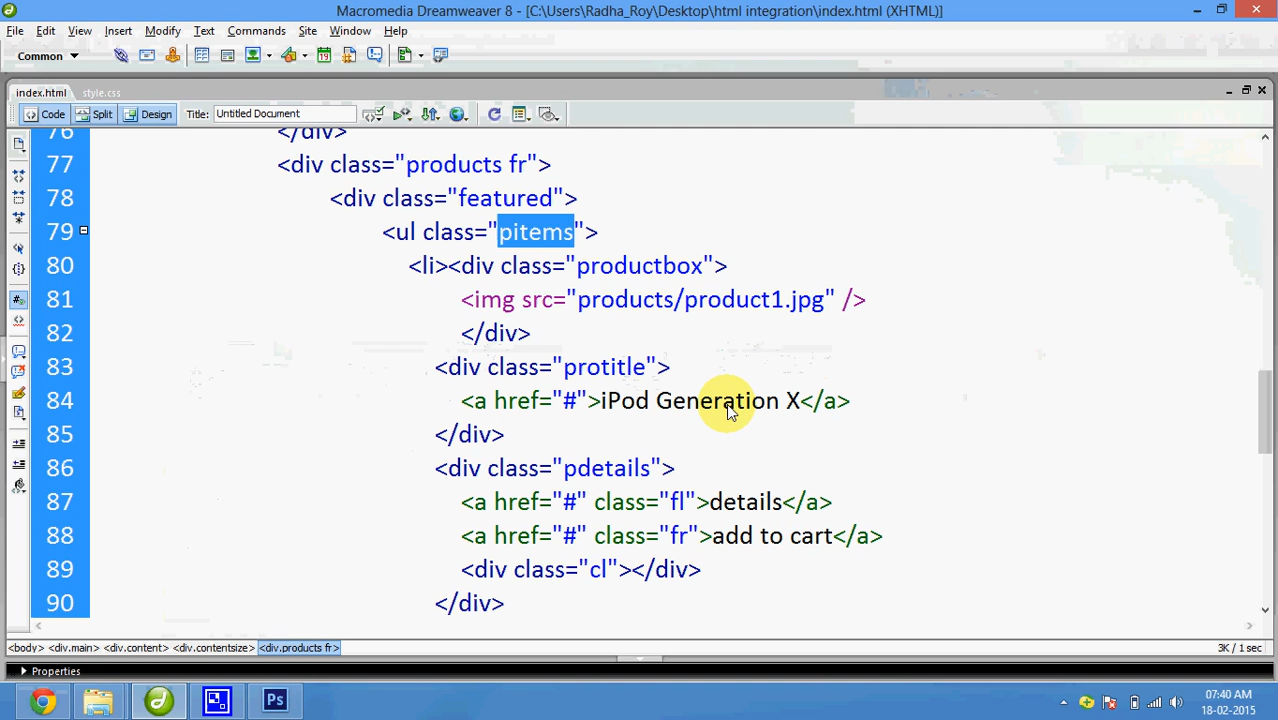 Macromedia Dreamweaver 8 - [C:\Users\Radha_Roy\Desktop\html integration\index.html (XHTML)]
File Edit View Insert Modify Text Commands Site Window Help
Common
index.html style.css
Code Split Design Title: Untitled Document
76 </div>
77 <div class="products fr">
78 <div class="featured">
79 <ul class="pitems">
80 <li><div class="productbox">
81 <img src="products/product1.jpg" />
82 </div>
83 <div class="protitle">
84 <a href="#">iPod Generation X</a>
85 </div>
86 <div class="pdetails">
87 <a href="#" class="fl">details</a>
88 <a href="#" class="fr">add to cart</a>
89 <div class="cl"></div>
90 </div>
<body> <div.main> <div.content> <div.contentsize> <div.products fr> 3K / 1 sec
Properties
Ps
07:40 AM
18-02-2015